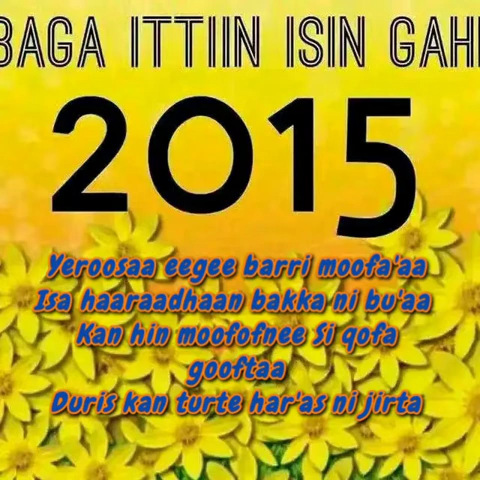 BAGA ITTIIN ISIN GAHE
2015
Yeroosaa eegee barri moofa'aa
Isa haaraadhaan bakka ni bu'aa
Kan hin moofofnee Si qofa
gooftaa
Duris kan turte har'as ni jirta